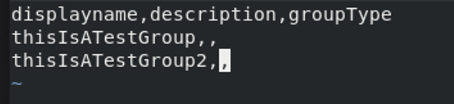 displayname,description,groupType
thisIsATestGroup,,
thisIsATestGroup2,,
~